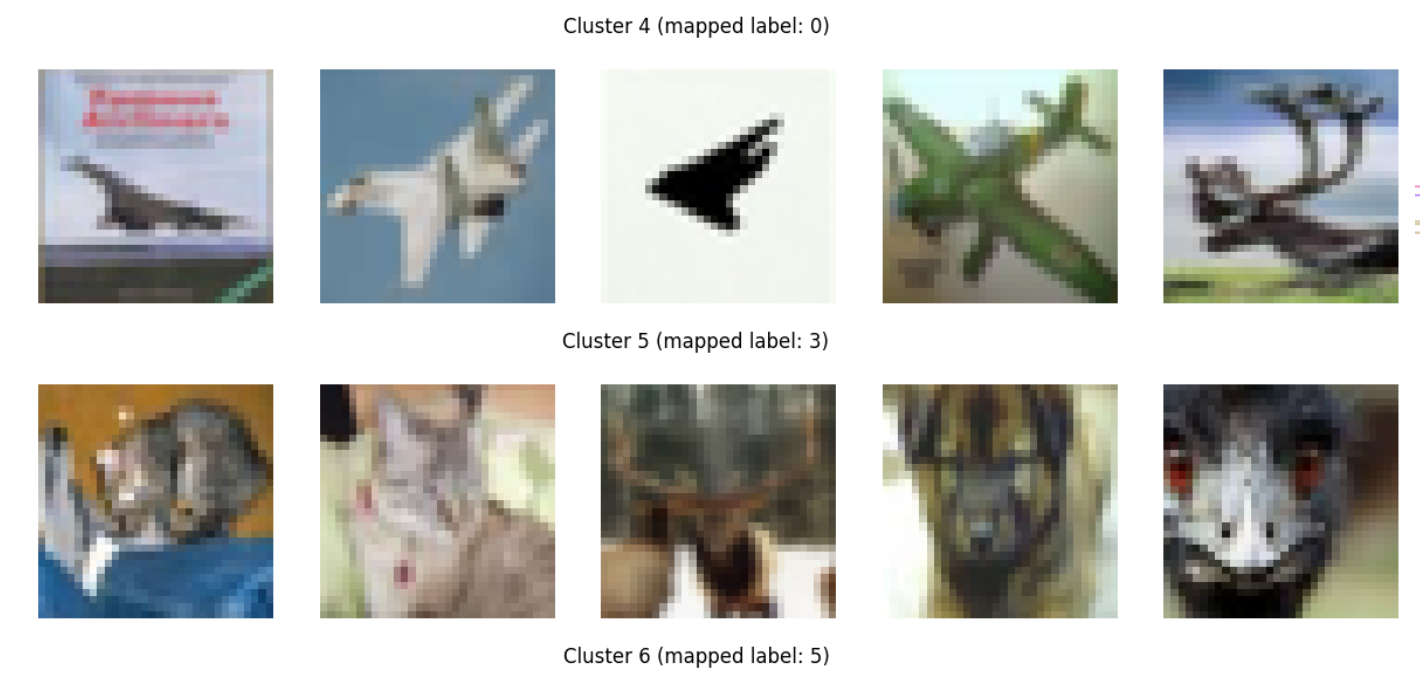 Cluster 4 (mapped label: 0)
Cluster 5 (mapped label: 3)
Cluster 6 (mapped label: 5)